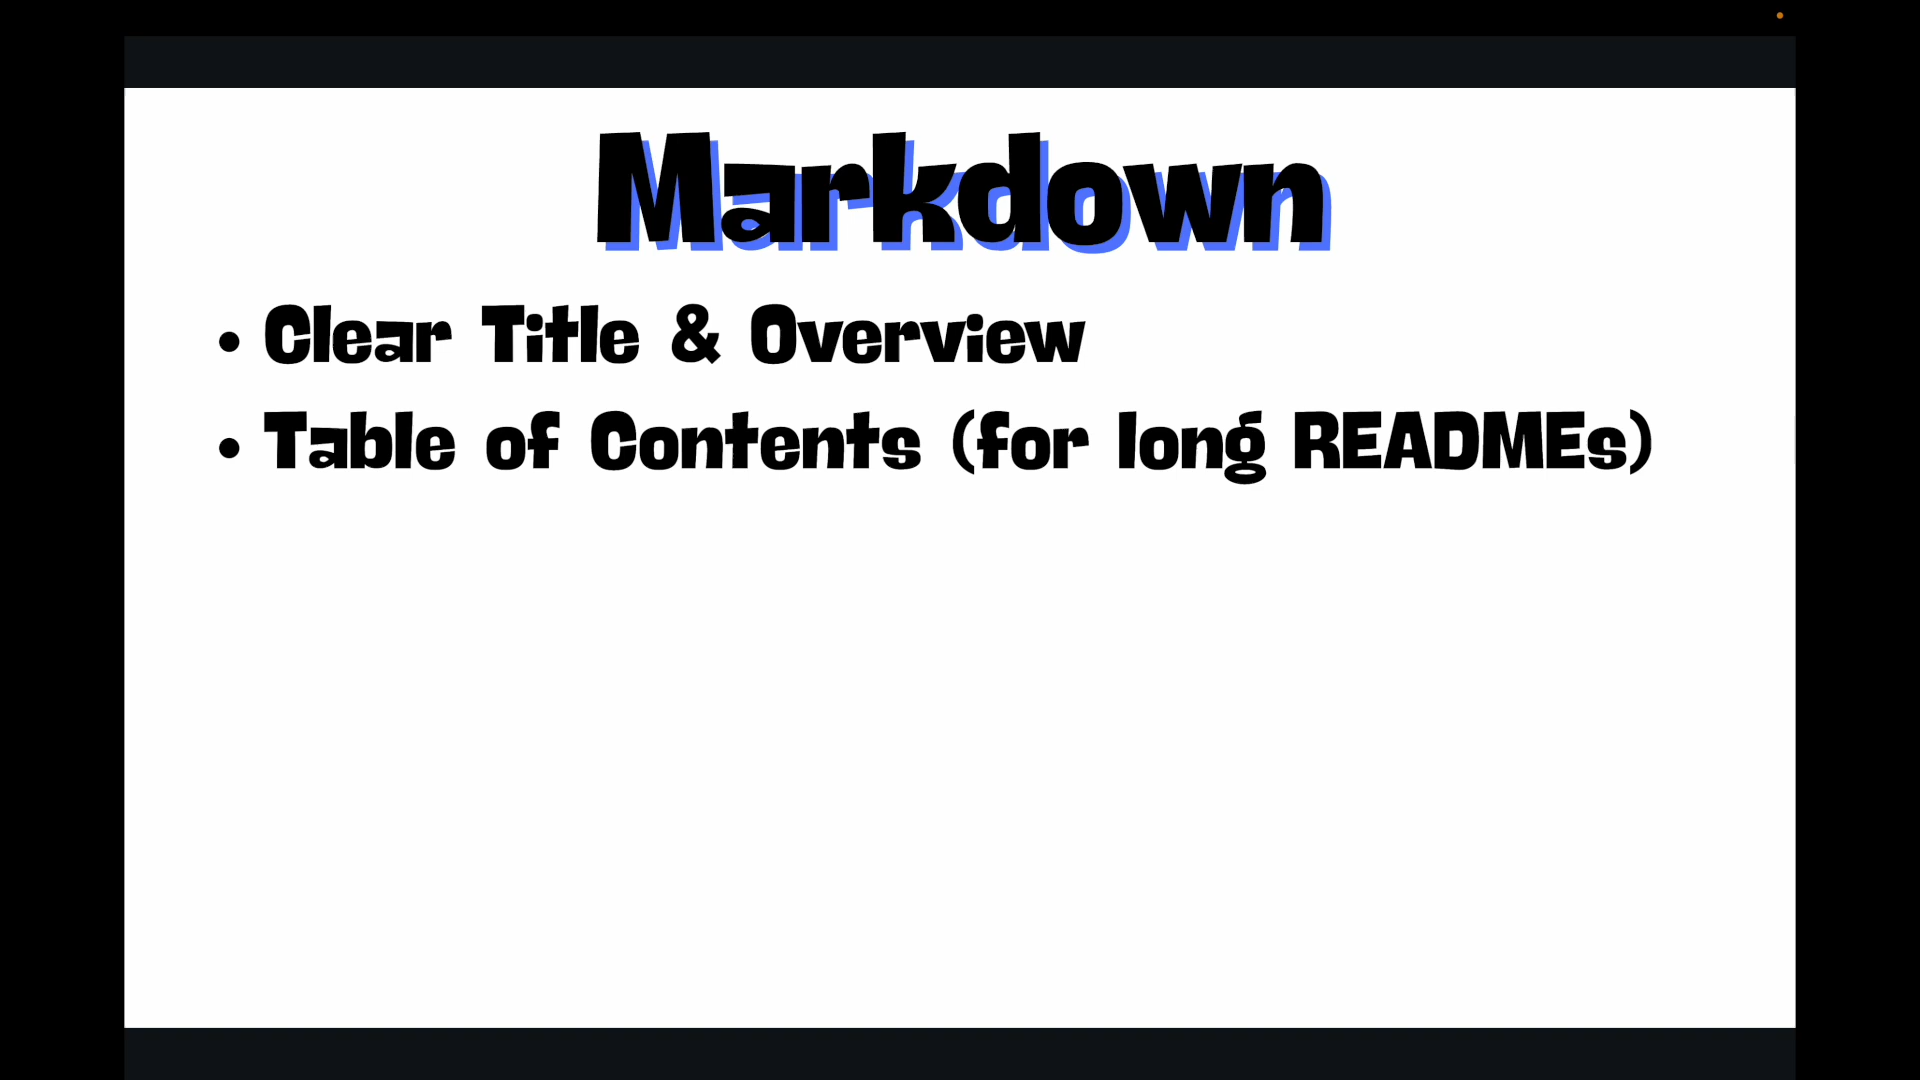 Markdown
• Clear Title & Overview
• Table of Contents (for long READMEs)